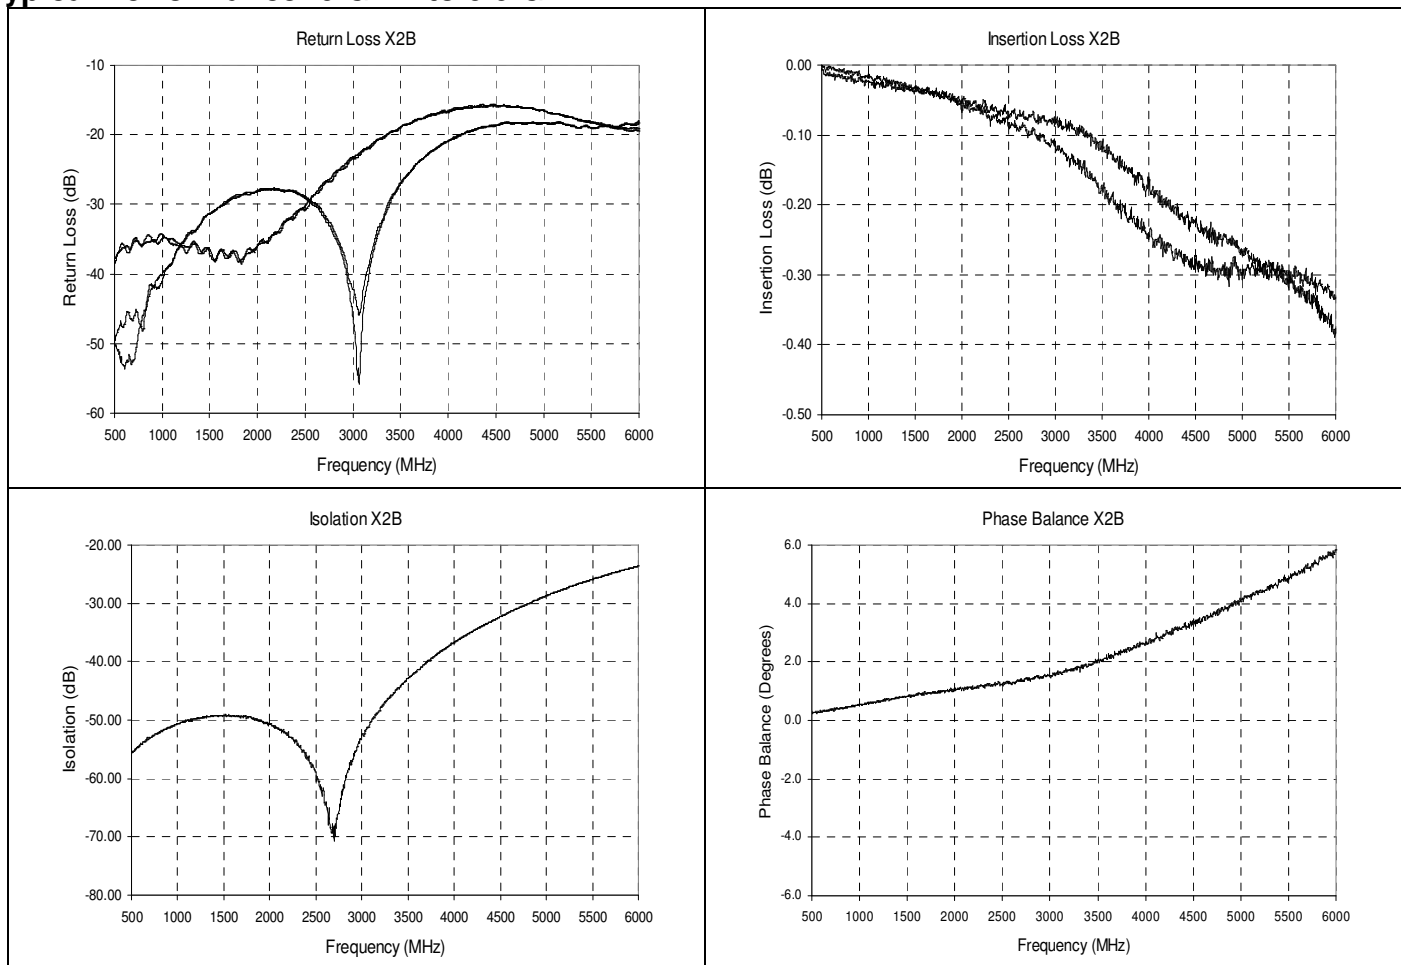 Return Loss X2B
-10
-20
-30
-40
-50
-60
Return Loss (dB)
500 1000 1500 2000 2500 3000 3500 4000 4500 5000 5500 6000
Frequency (MHz)
Insertion Loss X2B
0.00
-0.10
-0.20
-0.30
-0.40
-0.50
Insertion Loss (dB)
500 1000 1500 2000 2500 3000 3500 4000 4500 5000 5500 6000
Frequency (MHz)
Isolation X2B
-20.00
-30.00
-40.00
-50.00
-60.00
-70.00
-80.00
Isolation (dB)
500 1000 1500 2000 2500 3000 3500 4000 4500 5000 5500 6000
Frequency (MHz)
Phase Balance X2B
6.0
4.0
2.0
0.0
-2.0
-4.0
-6.0
Phase Balance (Degrees)
500 1000 1500 2000 2500 3000 3500 4000 4500 5000 5500 6000
Frequency (MHz)